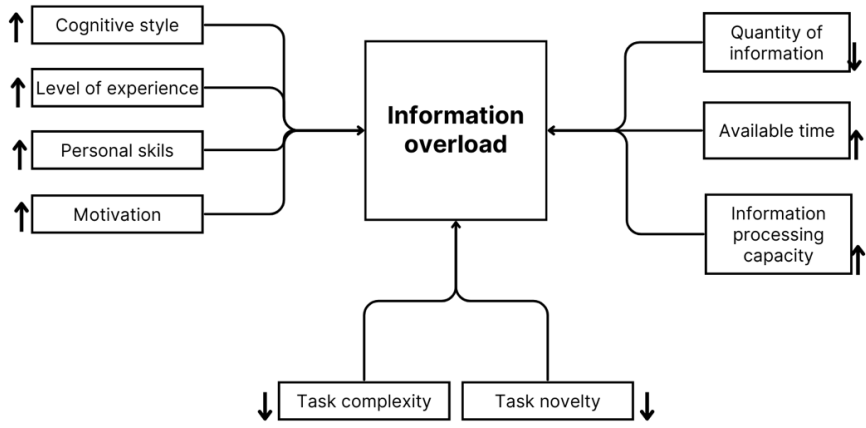 Cognitive style
Level of experience
Personal skils
Motivation
Information
overload
Quantity of
information
Available time
Information
processing
capacity
Task complexity
Task novelty